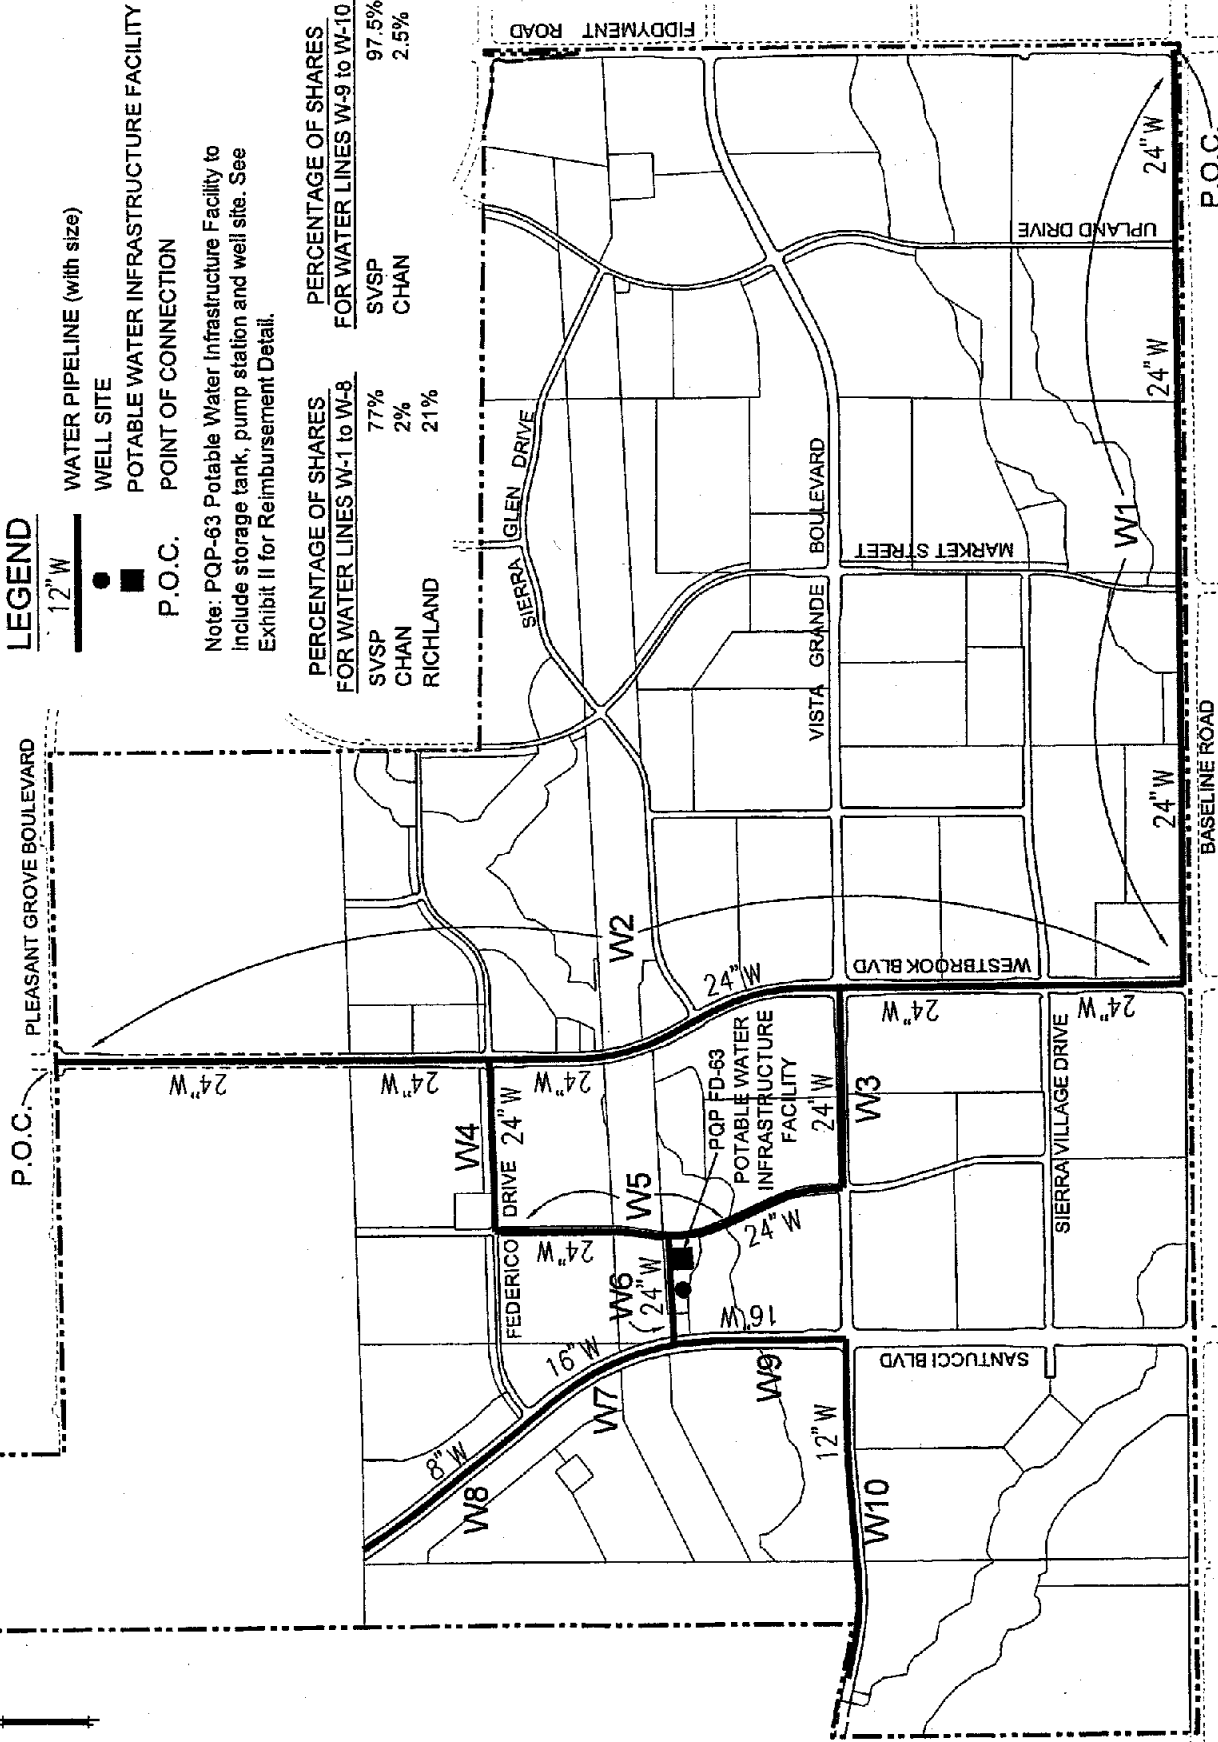 LEGEND
12"W
WATER PIPELINE (with size)
WELL SITE
POTABLE WATER INFRASTRUCTURE FACILITY
P.O.C.
POINT OF CONNECTION
Note: PQP-63 Potable Water Infrastructure Facility to
include storage tank, pump station and well site. See
Exhibit II for Reimbursement Detail.
PERCENTAGE OF SHARES
FOR WATER LINES W-1 to W-8
SVSP 77%
CHAN 2%
RICHLAND 21%
PERCENTAGE OF SHARES
FOR WATER LINES W-9 to W-10
SVSP 97.5%
CHAN 2.5%
PLEASANT GROVE BOULEVARD
P.O.C.
FIDDYMENT ROAD
SIERRA GLEN DRIVE
VISTA GRANDE BOULEVARD
MARKET STREET
UPLAND DRIVE
24"W
24"W
24"W
W1
P.O.C.
BASELINE ROAD
W2
24"W
WESTBROOK BLVD
24"W
24"W
24"W
24"W
24"W
W4
24"W
FEDERICO DRIVE
W5
24"W
24"W
PQP FD-63
POTABLE WATER
INFRASTRUCTURE
FACILITY
24"W
W3
SIERRA VILLAGE DRIVE
W6
24"W
16"W
W7
16"W
W9
8"W
W8
12"W
W10
SANTUCCI BLVD